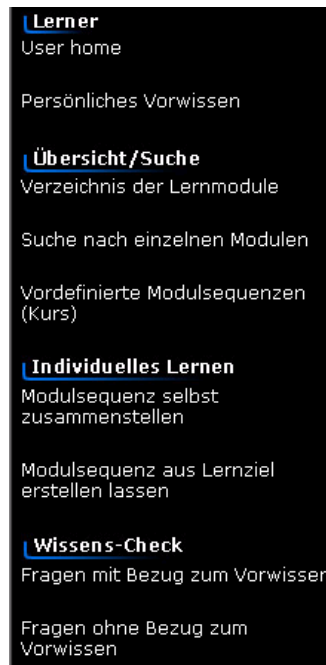 Lerner
User home
Persönliches Vorwissen
Übersicht/Suche
Verzeichnis der Lernmodule
Suche nach einzelnen Modulen
Vordefinierte Modulsequenzen
(Kurs)
Individuelles Lernen
Modulsequenz selbst
zusammenstellen
Modulsequenz aus Lernziel
erstellen lassen
Wissens-Check
Fragen mit Bezug zum Vorwissen
Fragen ohne Bezug zum
Vorwissen